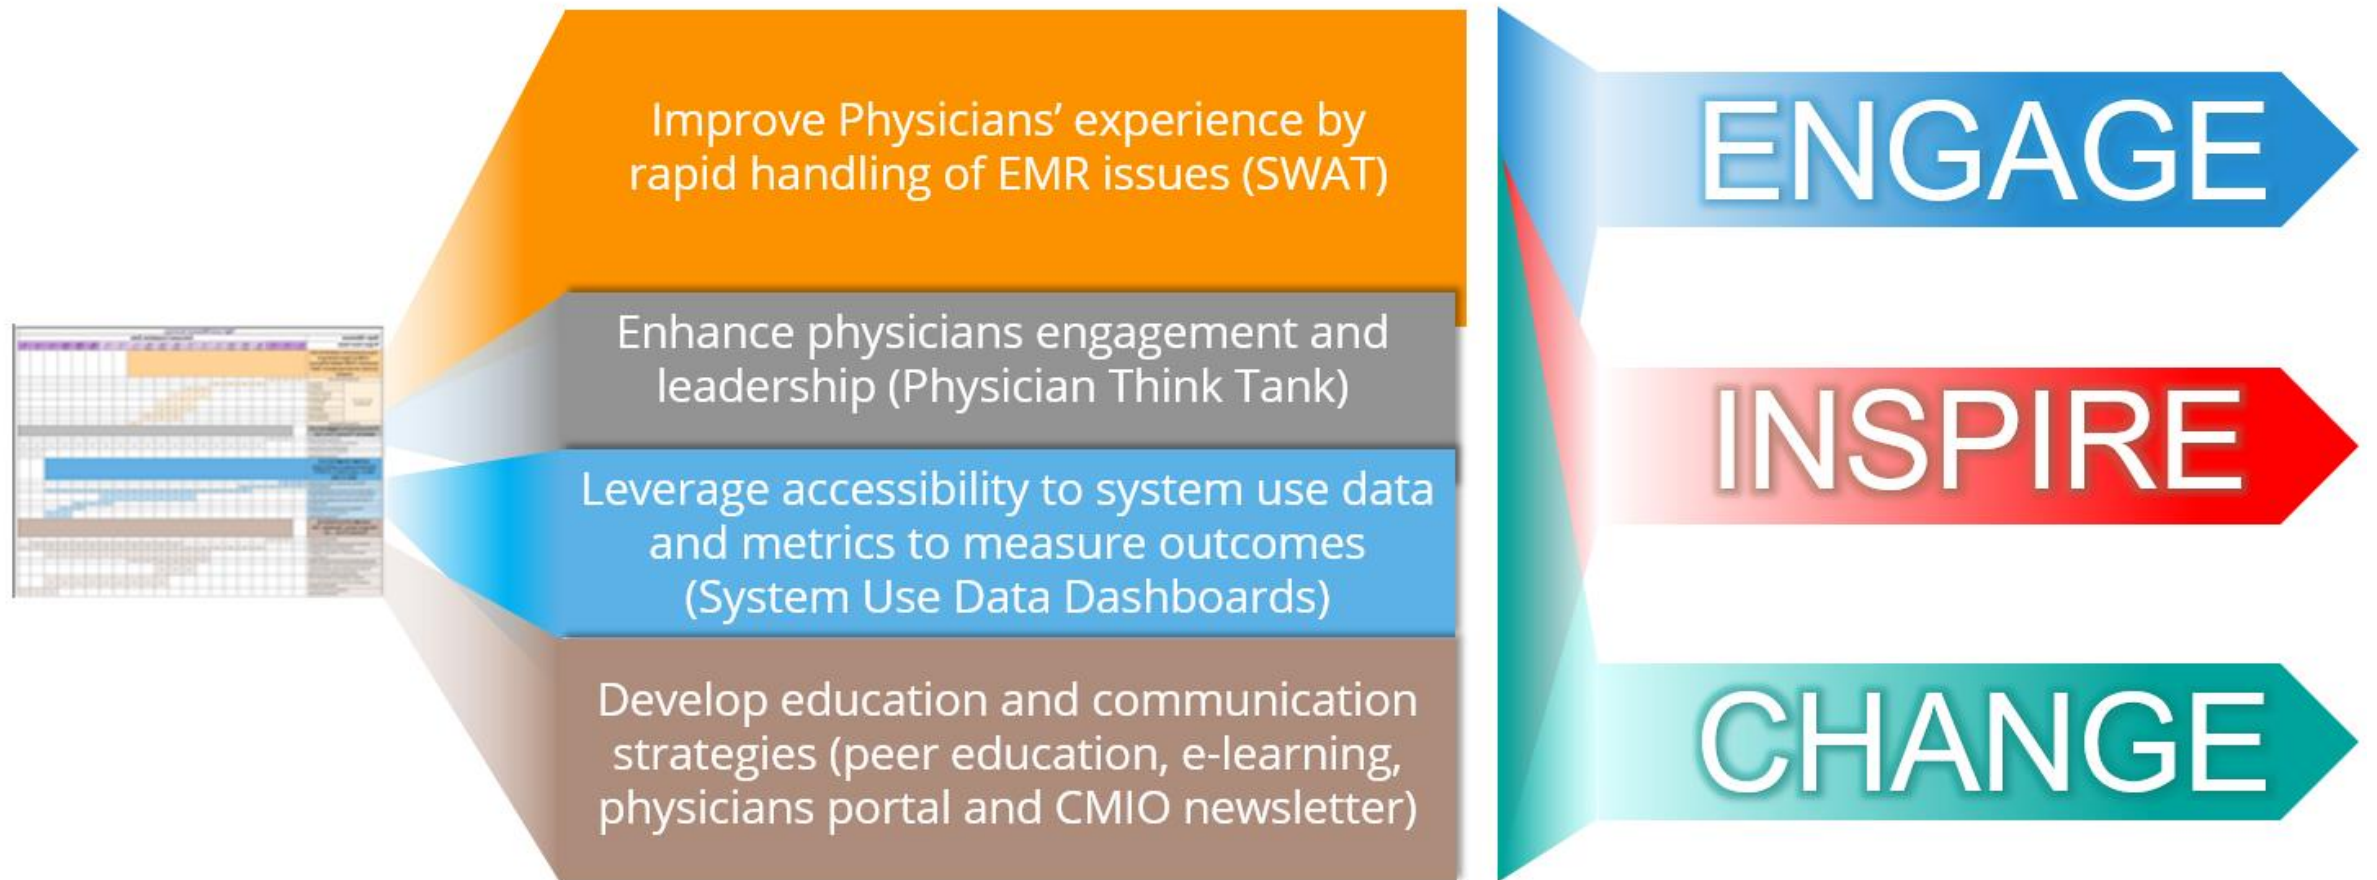 Improve Physicians’ experience by
rapid handling of EMR issues (SWAT)
Enhance physicians engagement and
leadership (Physician Think Tank)
Leverage accessibility to system use data
and metrics to measure outcomes
(System Use Data Dashboards)
Develop education and communication
strategies (peer education, e-learning,
physicians portal and CMIO newsletter)
ENGAGE
INSPIRE
CHANGE